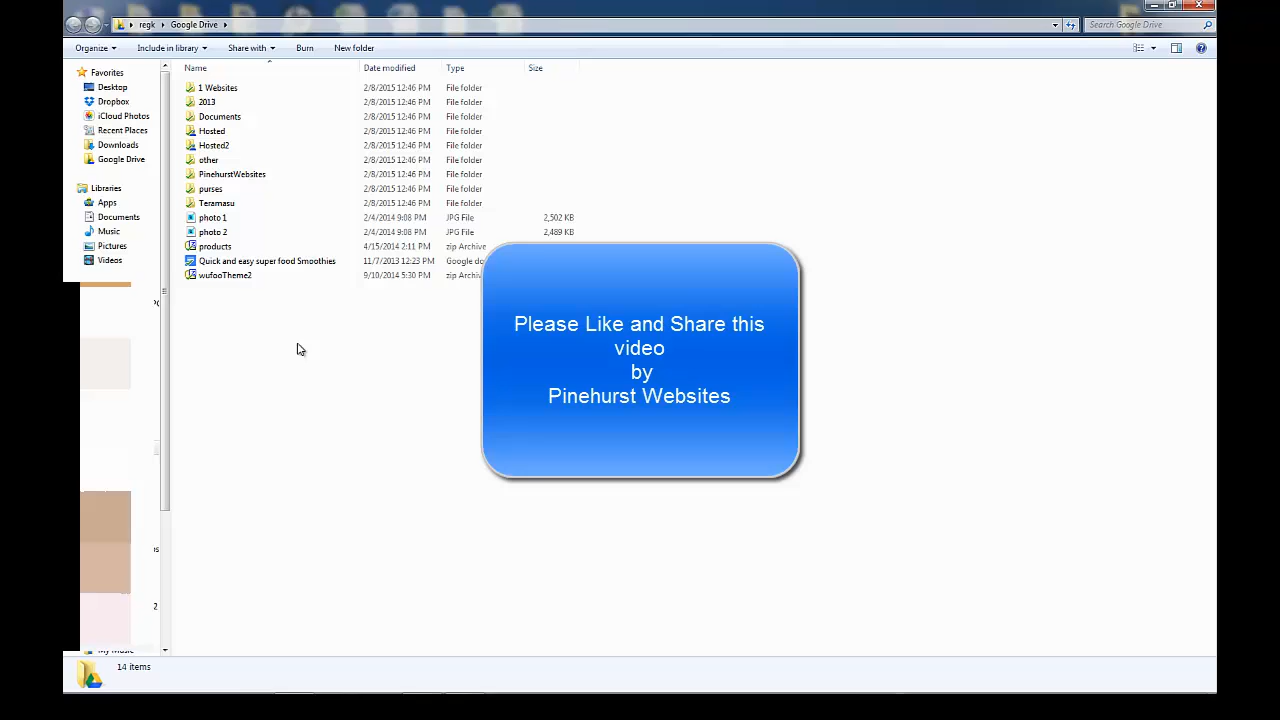 regk Google Drive
Search Google Drive
Organize Include in library Share with Burn New folder
Favorites
Desktop
Dropbox
iCloud Photos
Recent Places
Downloads
Google Drive
Libraries
Apps
Documents
Music
Pictures
Videos
Name Date modified Type Size
1 Websites 2/8/2015 12:46 PM File folder
2013 2/8/2015 12:46 PM File folder
Documents 2/8/2015 12:46 PM File folder
Hosted 2/8/2015 12:46 PM File folder
Hosted2 2/8/2015 12:46 PM File folder
other 2/8/2015 12:46 PM File folder
PinehurstWebsites 2/8/2015 12:46 PM File folder
purses 2/8/2015 12:46 PM File folder
Teramasu 2/8/2015 12:46 PM File folder
photo 1 2/4/2014 9:08 PM JPG File 2,502 KB
photo 2 2/4/2014 9:08 PM JPG File 2,489 KB
products 4/15/2014 2:11 PM zip Archive
Quick and easy super food Smoothies 11/7/2013 12:23 PM Google do
wufooTheme2 9/10/2014 5:30 PM zip Archiv
Please Like and Share this
video
by
Pinehurst Websites
14 items